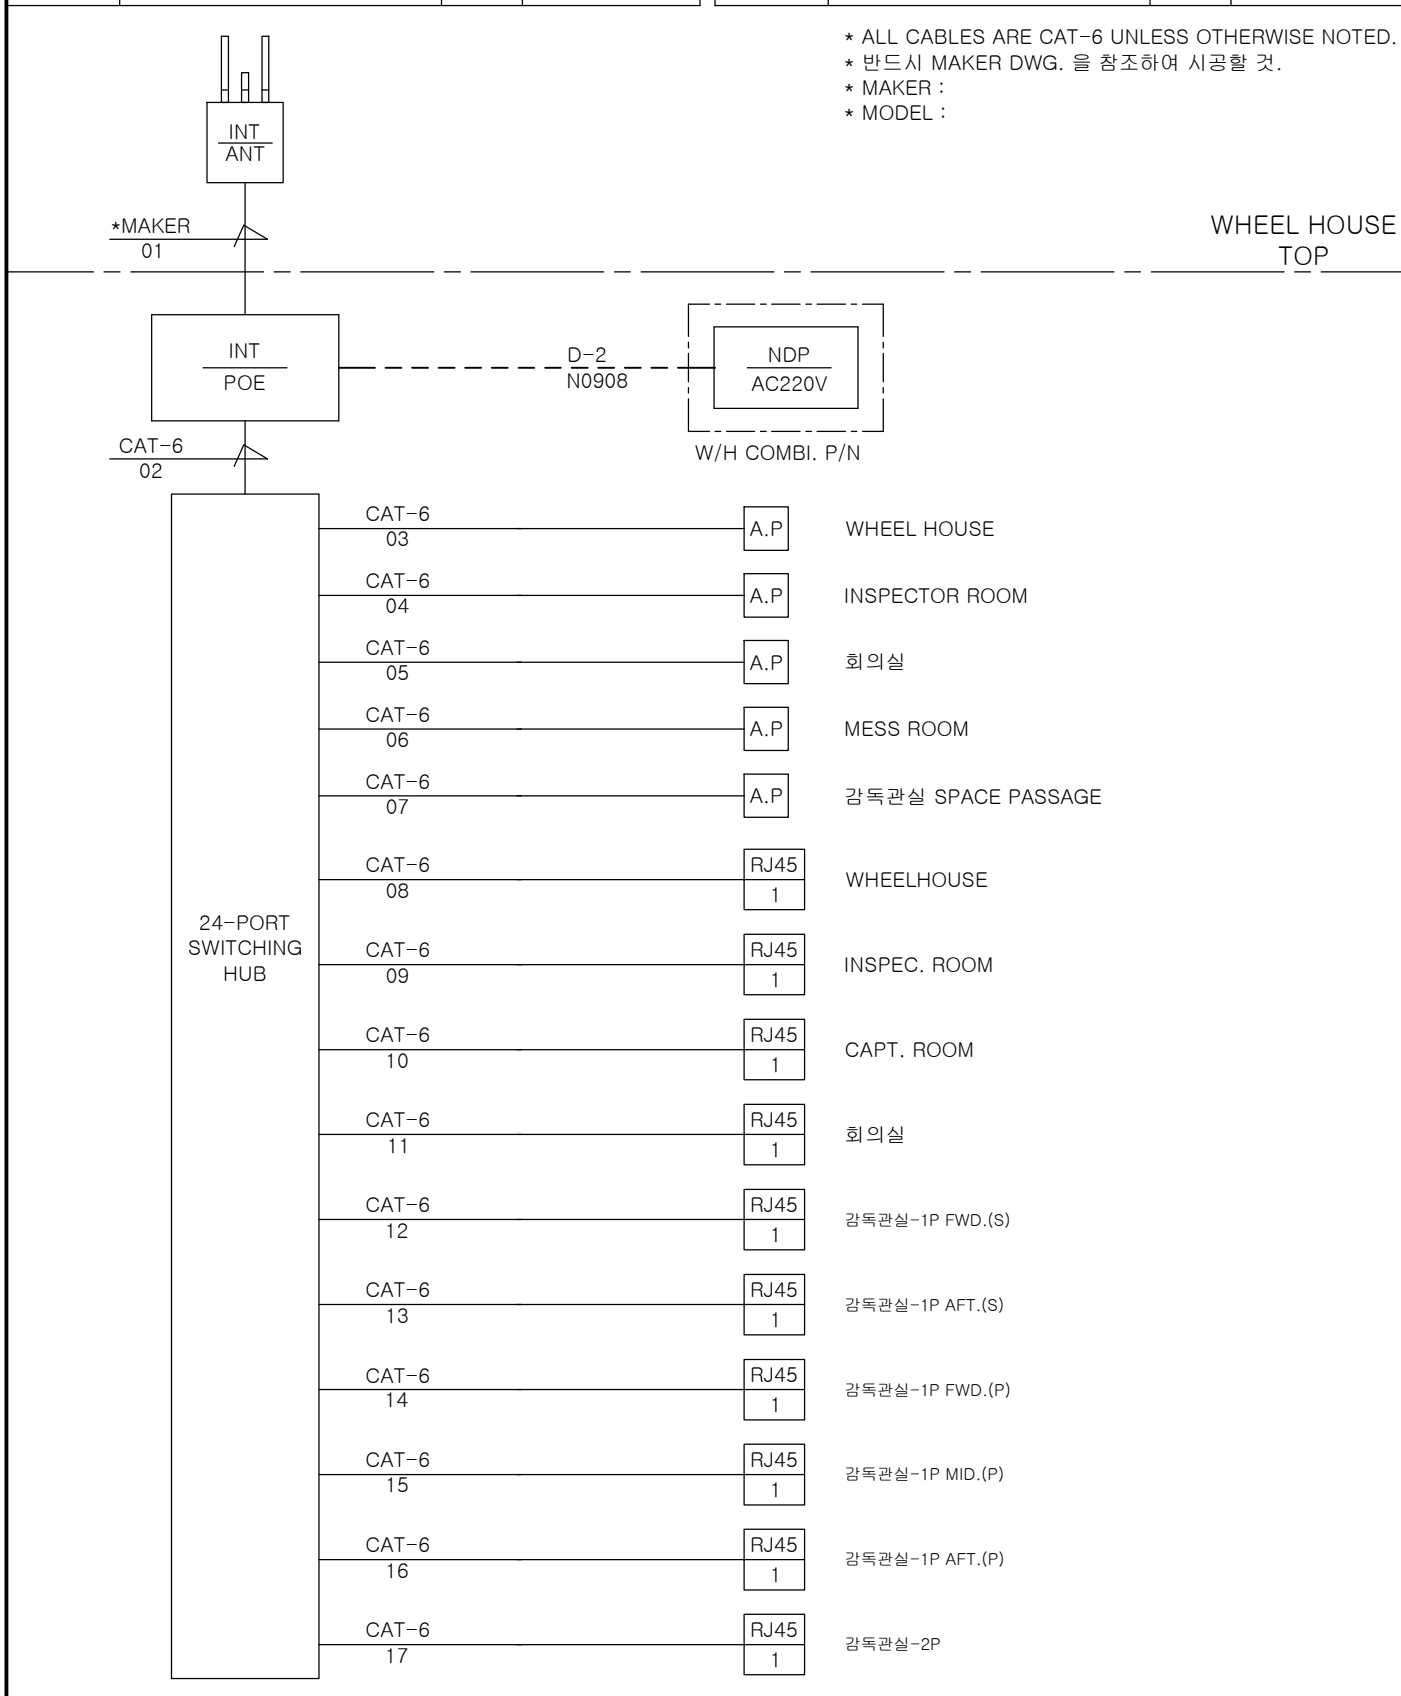 * ALL CABLES ARE CAT-6 UNLESS OTHERWISE NOTED.
* 반드시 MAKER DWG. 을 참조하여 시공할 것.
* MAKER :
* MODEL :
INT
ANT
*MAKER
01
WHEEL HOUSE
TOP
INT
POE
D-2
N0908
NDP
AC220V
W/H COMBI. P/N
CAT-6
02
24-PORT
SWITCHING
HUB
CAT-6
03
A.P
WHEEL HOUSE
CAT-6
04
A.P
INSPECTOR ROOM
CAT-6
05
A.P
회의실
CAT-6
06
A.P
MESS ROOM
CAT-6
07
A.P
감독관실 SPACE PASSAGE
CAT-6
08
RJ45
1
WHEELHOUSE
CAT-6
09
RJ45
1
INSPEC. ROOM
CAT-6
10
RJ45
1
CAPT. ROOM
CAT-6
11
RJ45
1
회의실
CAT-6
12
RJ45
1
감독관실-1P FWD.(S)
CAT-6
13
RJ45
1
감독관실-1P AFT.(S)
CAT-6
14
RJ45
1
감독관실-1P FWD.(P)
CAT-6
15
RJ45
1
감독관실-1P MID.(P)
CAT-6
16
RJ45
1
감독관실-1P AFT.(P)
CAT-6
17
RJ45
1
감독관실-2P